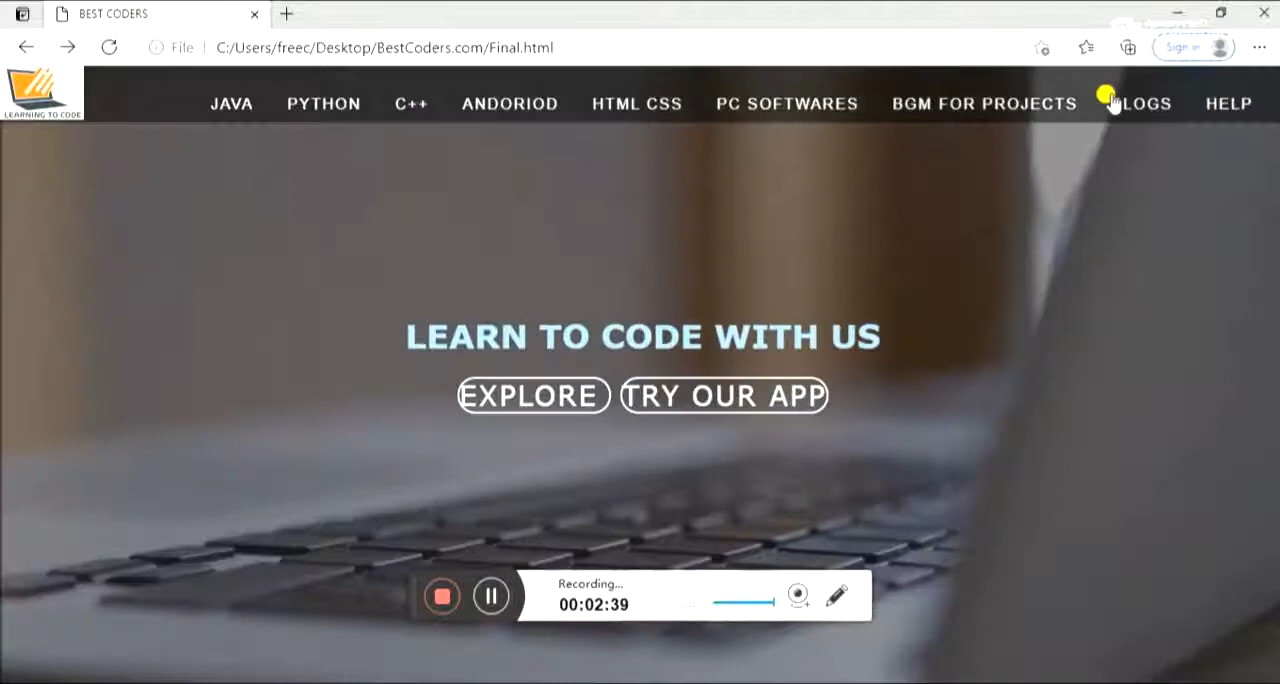 BEST CODERS
File
C:/Users/freec/Desktop/BestCoders.com/Final.html
Sign in
LEARNING TO CODE
JAVA PYTHON C++ ANDORIOD HTML CSS PC SOFTWARES BGM FOR PROJECTS LOGS HELP
LEARN TO CODE WITH US
EXPLORE TRY OUR APP
Recording...
00:02:39